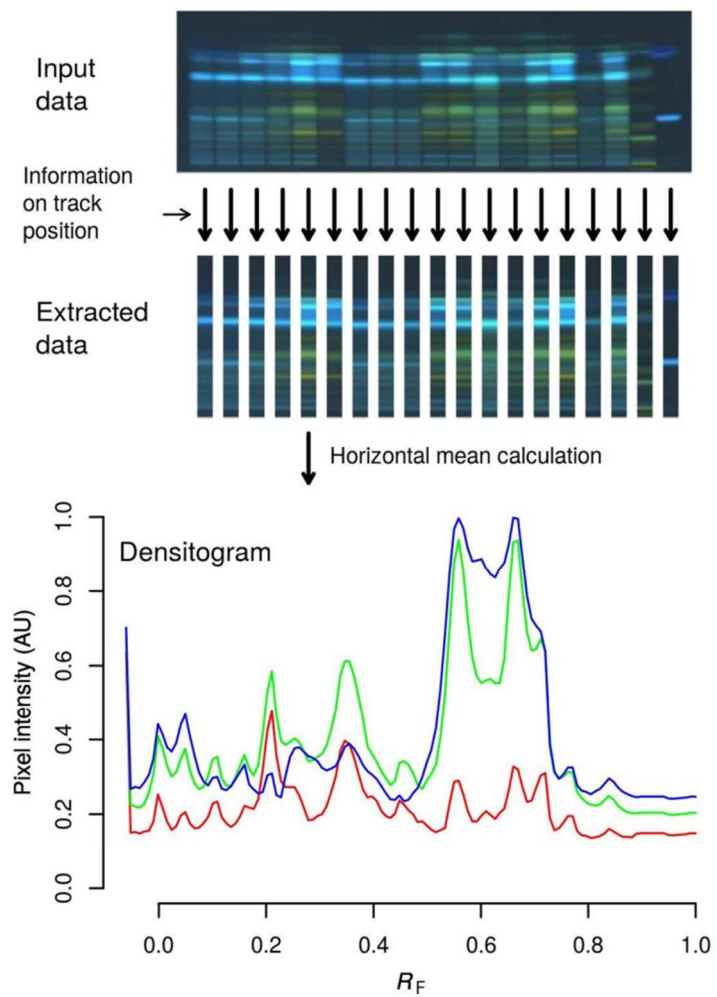 Input
data
Information
on track
position
Extracted
data
Horizontal mean calculation
Densitogram
Pixel intensity (AU)
1.0
0.8
0.6
0.4
0.2
0.0
0.0 0.2 0.4 0.6 0.8 1.0
RF